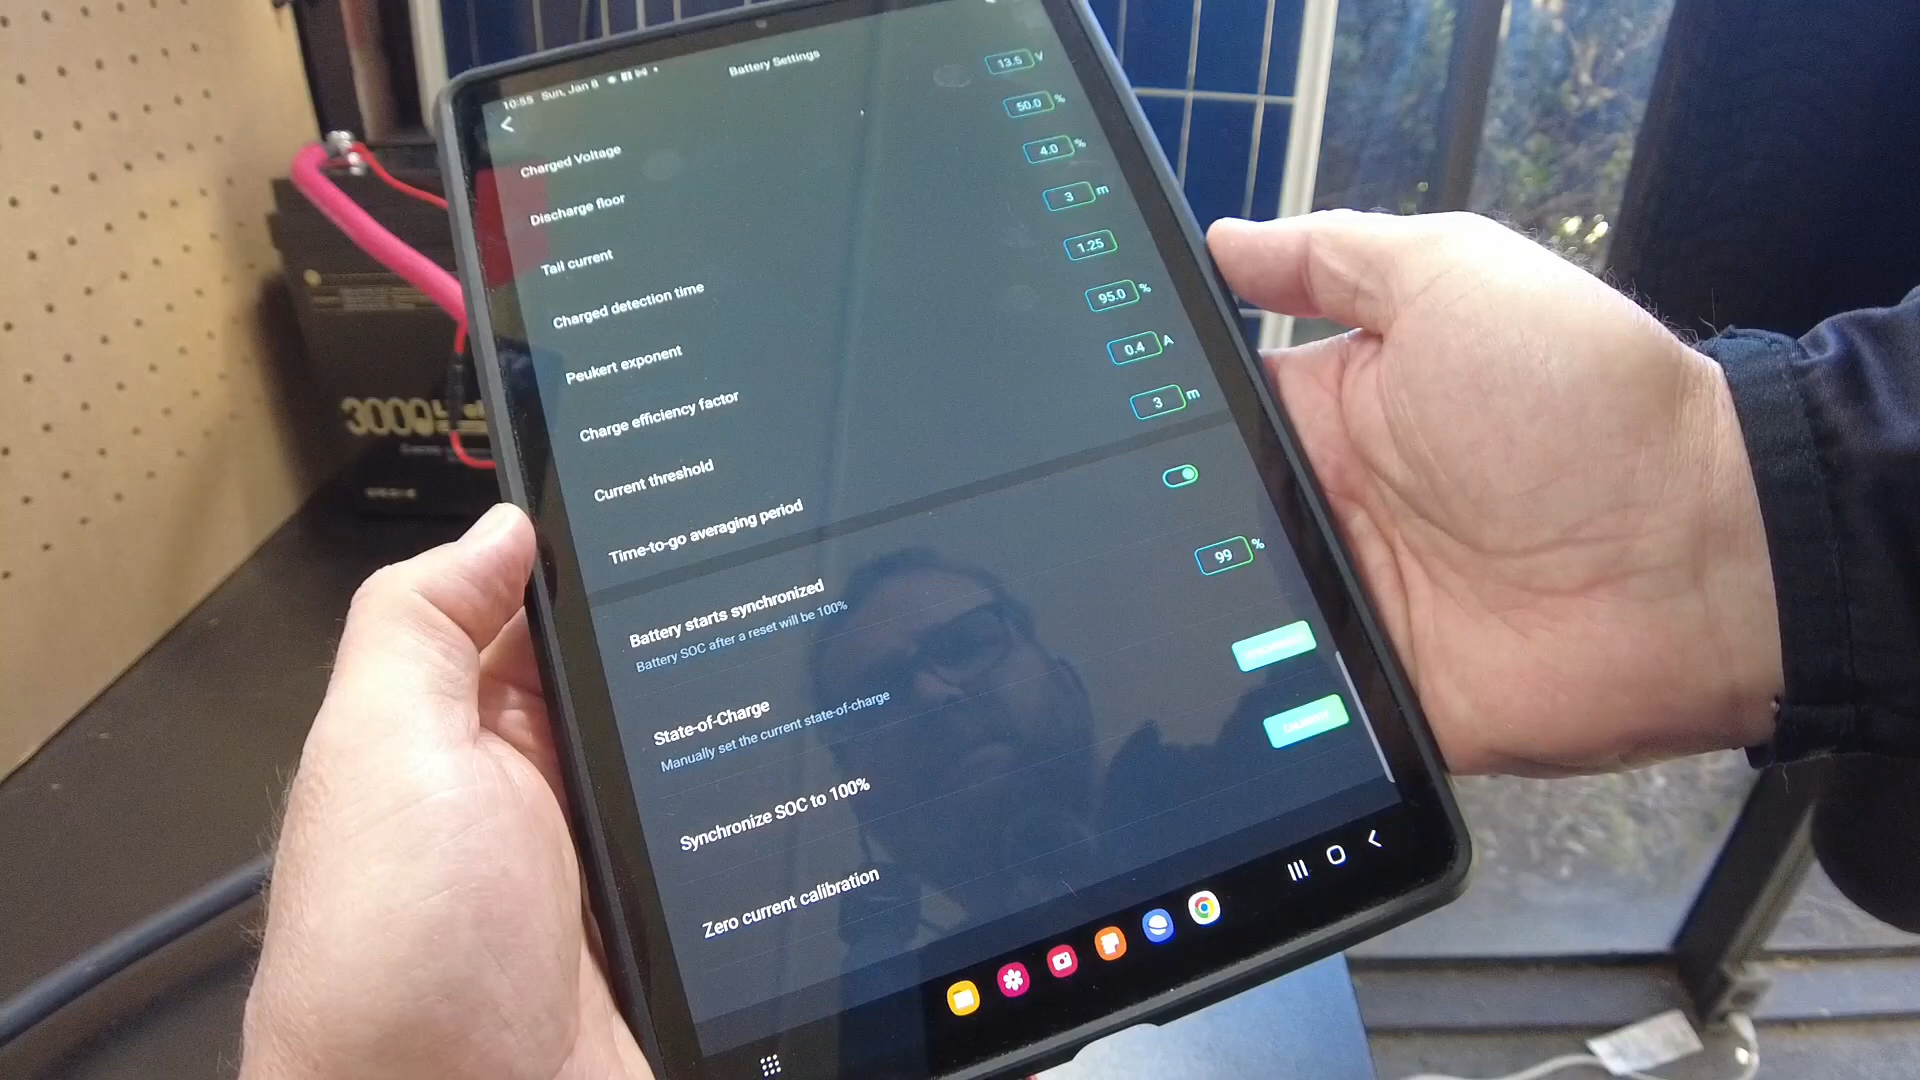 10:55 Sun, Jan 8
Battery Settings
Charged Voltage 13.5 V
Discharge floor 50.0 %
Tail current 4.0 %
Charged detection time 3 m
Peukert exponent 1.25
Charge efficiency factor 95.0 %
Current threshold 0.4 A
Time-to-go averaging period 3 m
Battery starts synchronized
Battery SOC after a reset will be 100%
State-of-Charge 99 %
Manually set the current state-of-charge
Synchronize SOC to 100%
Zero current calibration
3000